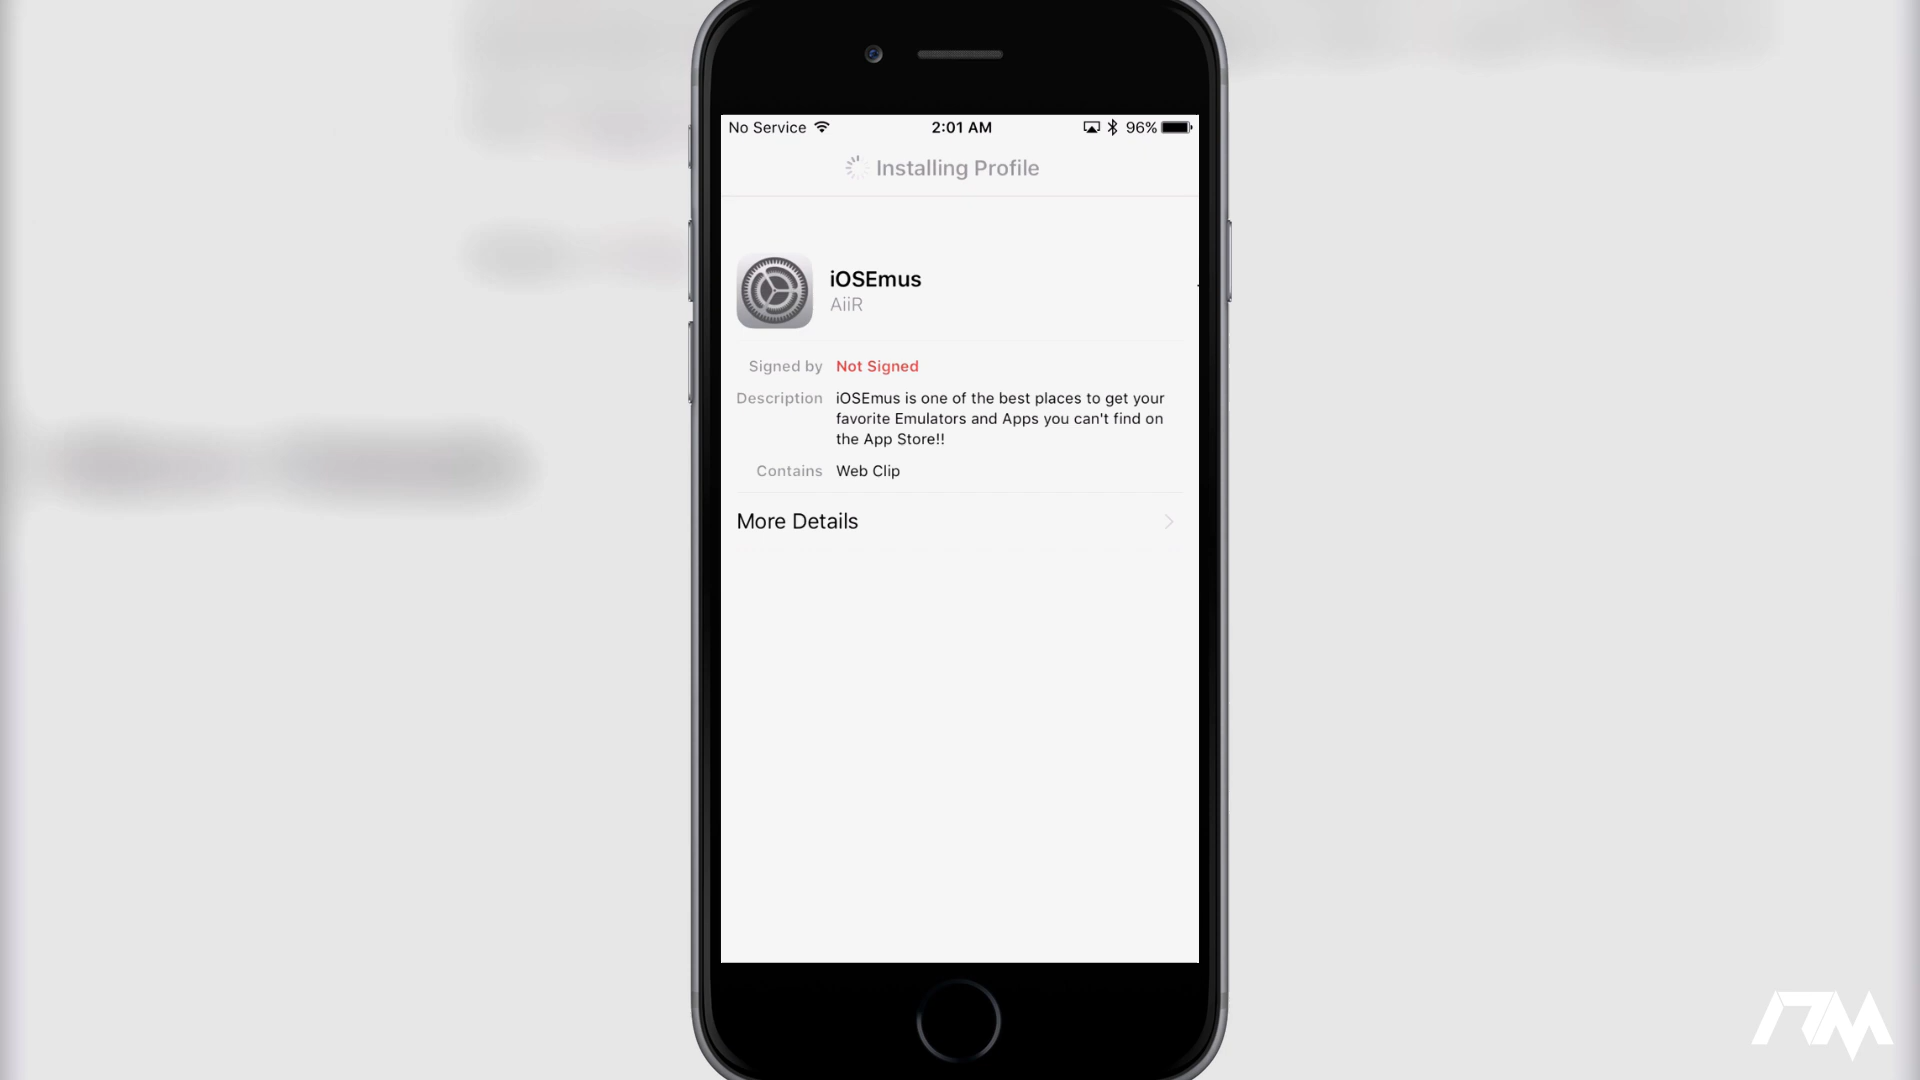 No Service
2:01 AM
96%
Installing Profile
iOSEmus
AiiR
Signed by Not Signed
Description iOSEmus is one of the best places to get your
favorite Emulators and Apps you can't find on
the App Store!!
Contains Web Clip
More Details